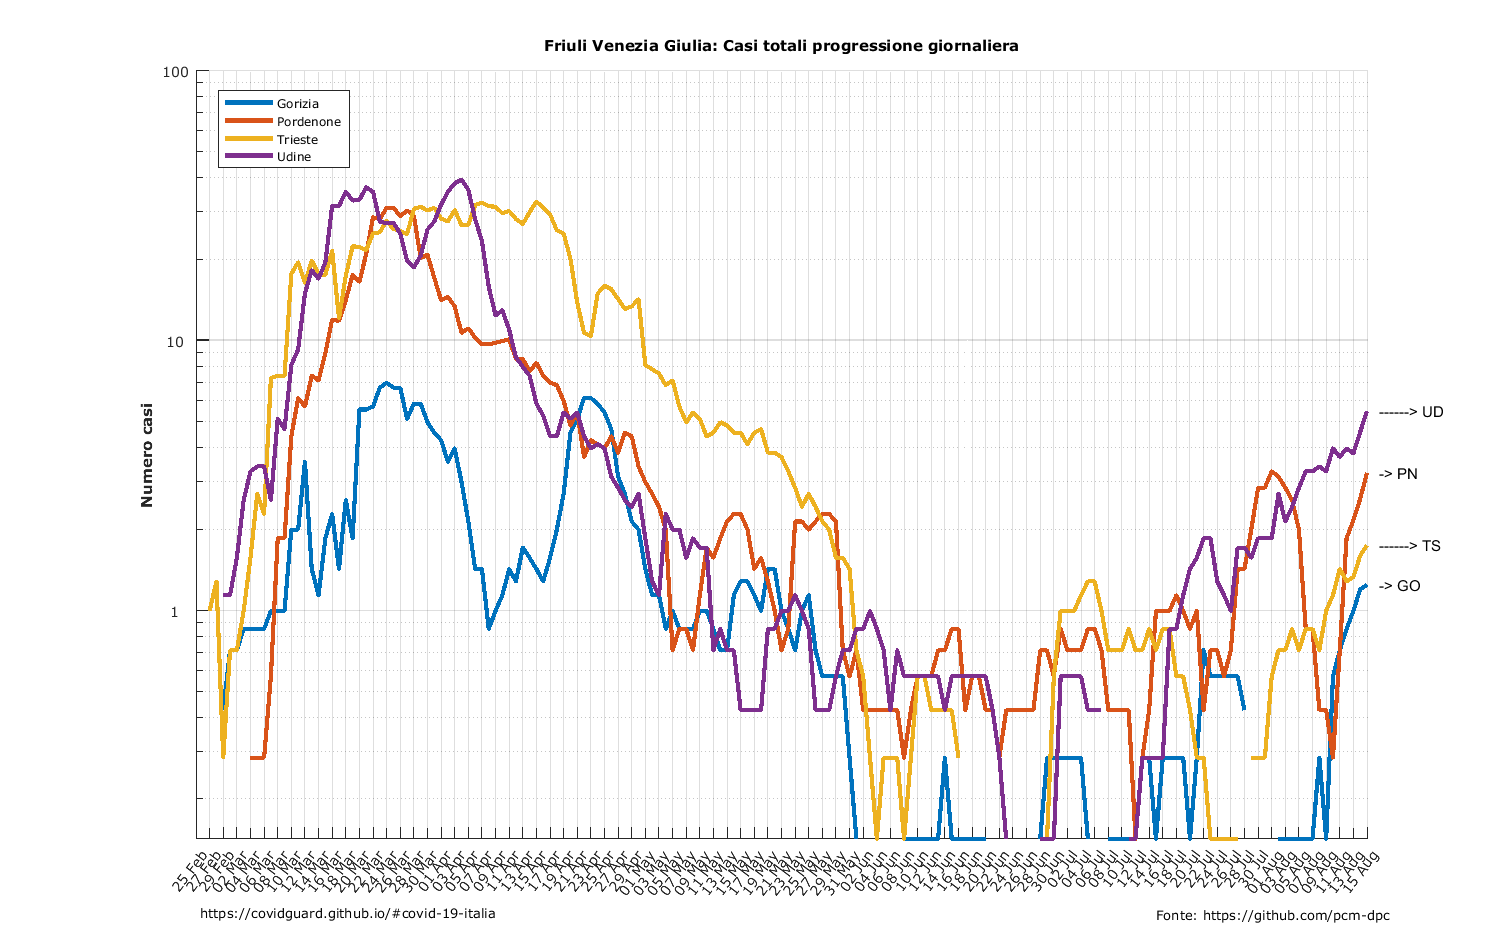 Friuli Venezia Giulia: Casi totali progressione giornaliera
100
Gorizia
Pordenone
Trieste
Udine
10
1
Numero casi
------> UD
-> PN
------> TS
-> GO
25 Feb
27 Feb
29 Feb
02 Mar
04 Mar
06 Mar
08 Mar
10 Mar
12 Mar
14 Mar
16 Mar
18 Mar
20 Mar
22 Mar
24 Mar
26 Mar
28 Mar
30 Mar
01 Apr
03 Apr
05 Apr
07 Apr
09 Apr
11 Apr
13 Apr
15 Apr
17 Apr
19 Apr
21 Apr
23 Apr
25 Apr
27 Apr
29 Apr
01 May
03 May
05 May
07 May
09 May
11 May
13 May
15 May
17 May
19 May
21 May
23 May
25 May
27 May
29 May
31 May
02 Jun
04 Jun
06 Jun
08 Jun
10 Jun
12 Jun
14 Jun
16 Jun
18 Jun
20 Jun
22 Jun
24 Jun
26 Jun
28 Jun
30 Jun
02 Jul
04 Jul
06 Jul
08 Jul
10 Jul
12 Jul
14 Jul
16 Jul
18 Jul
20 Jul
22 Jul
24 Jul
26 Jul
28 Jul
30 Jul
01 Aug
03 Aug
05 Aug
07 Aug
09 Aug
11 Aug
13 Aug
15 Aug
https://covidguard.github.io/#covid-19-italia
Fonte: https://github.com/pcm-dpc